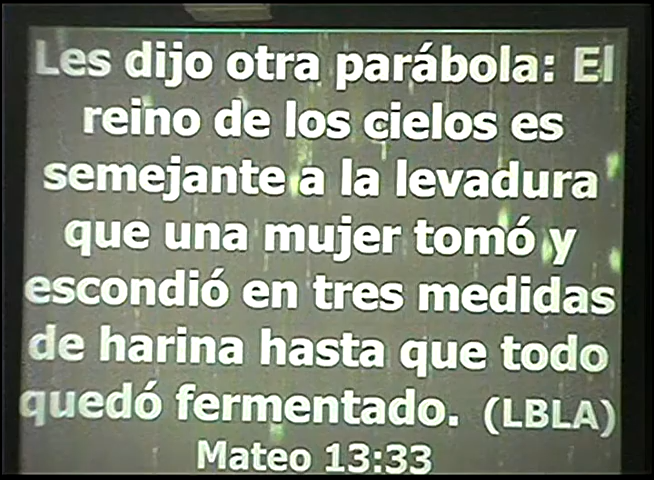 Les dijo otra parábola: El
reino de los cielos es
semejante a la levadura
que una mujer tomó y
escondió en tres medidas
de harina hasta que todo
quedó fermentado. (LBLA)
Mateo 13:33